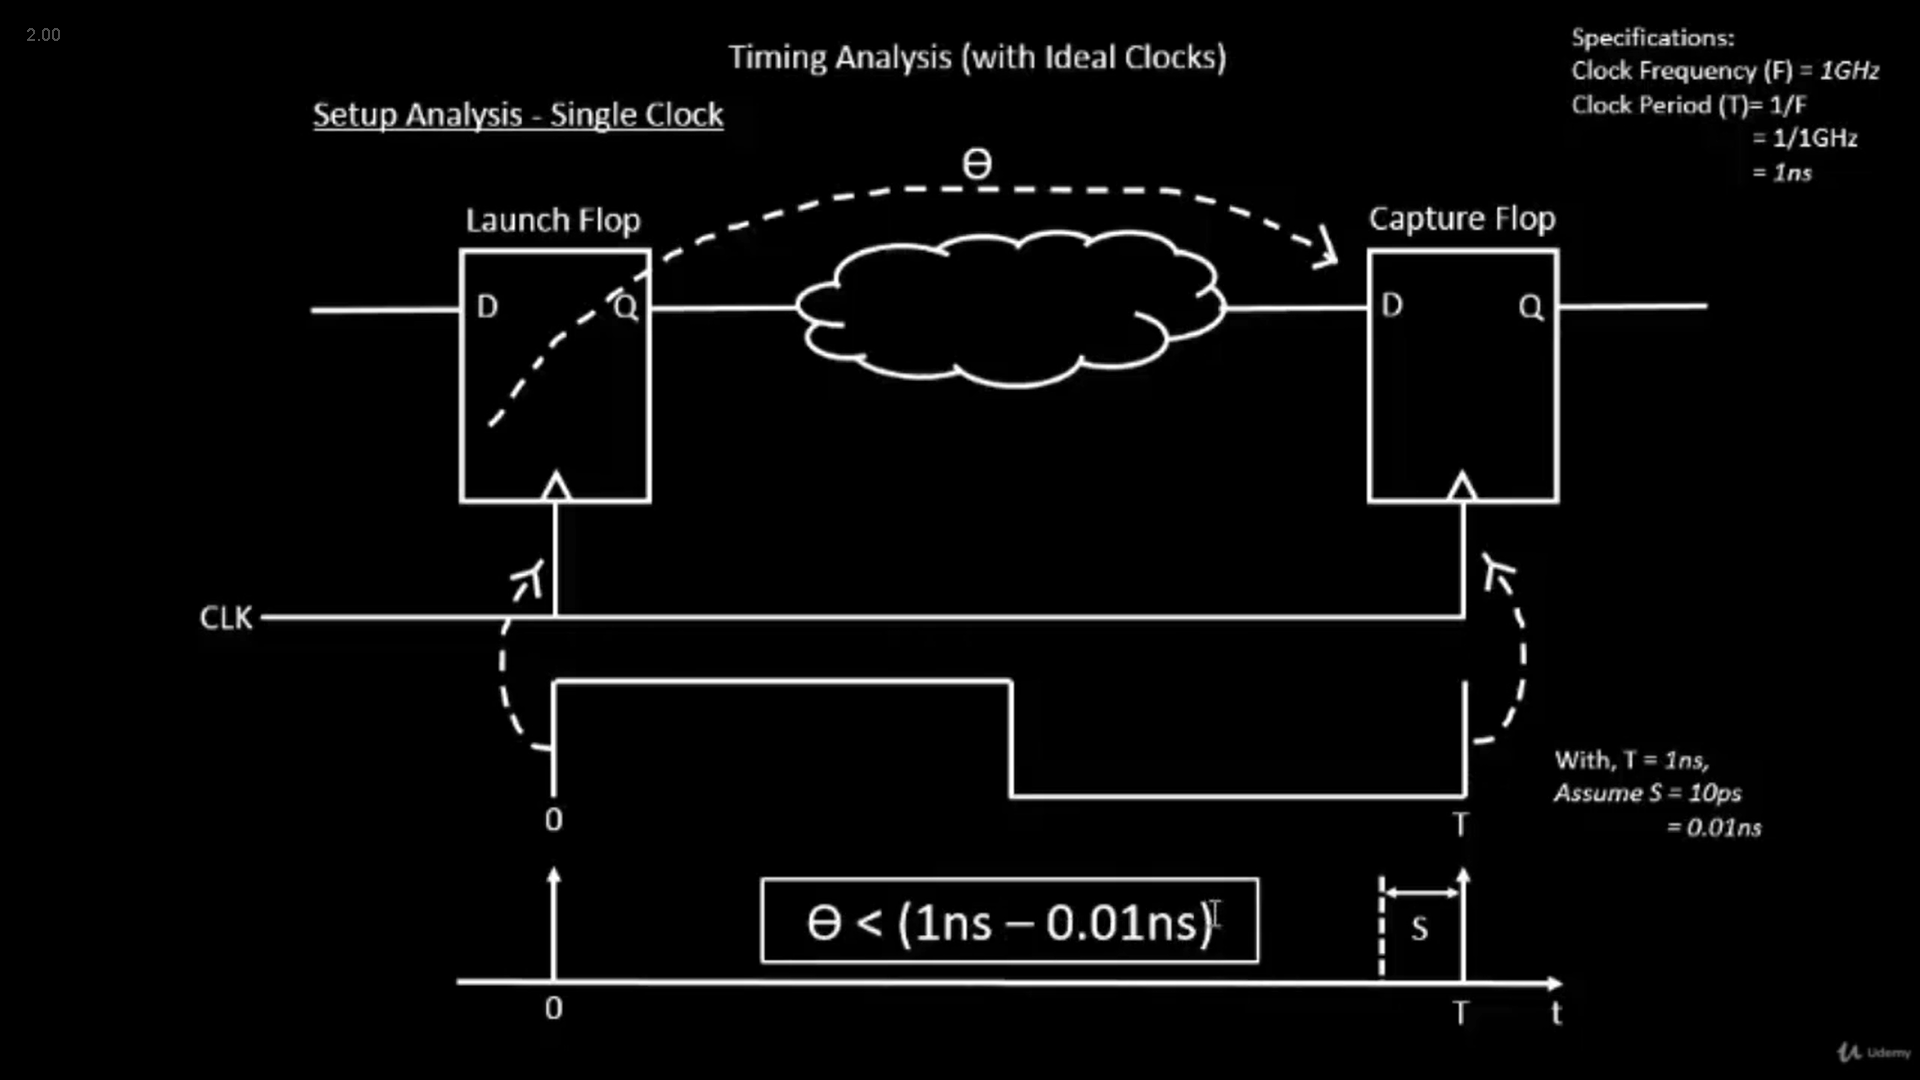 2.00
Timing Analysis (with Ideal Clocks)
Specifications:
Clock Frequency (F) = 1GHz
Clock Period (T)= 1/F
= 1/1GHz
= 1ns
Setup Analysis - Single Clock
Ɵ
Launch Flop
Capture Flop
D
Q
D
Q
CLK
0
T
With, T = 1ns,
Assume S = 10ps
= 0.01ns
Ɵ < (1ns – 0.01ns)
S
0
T
t
Udemy